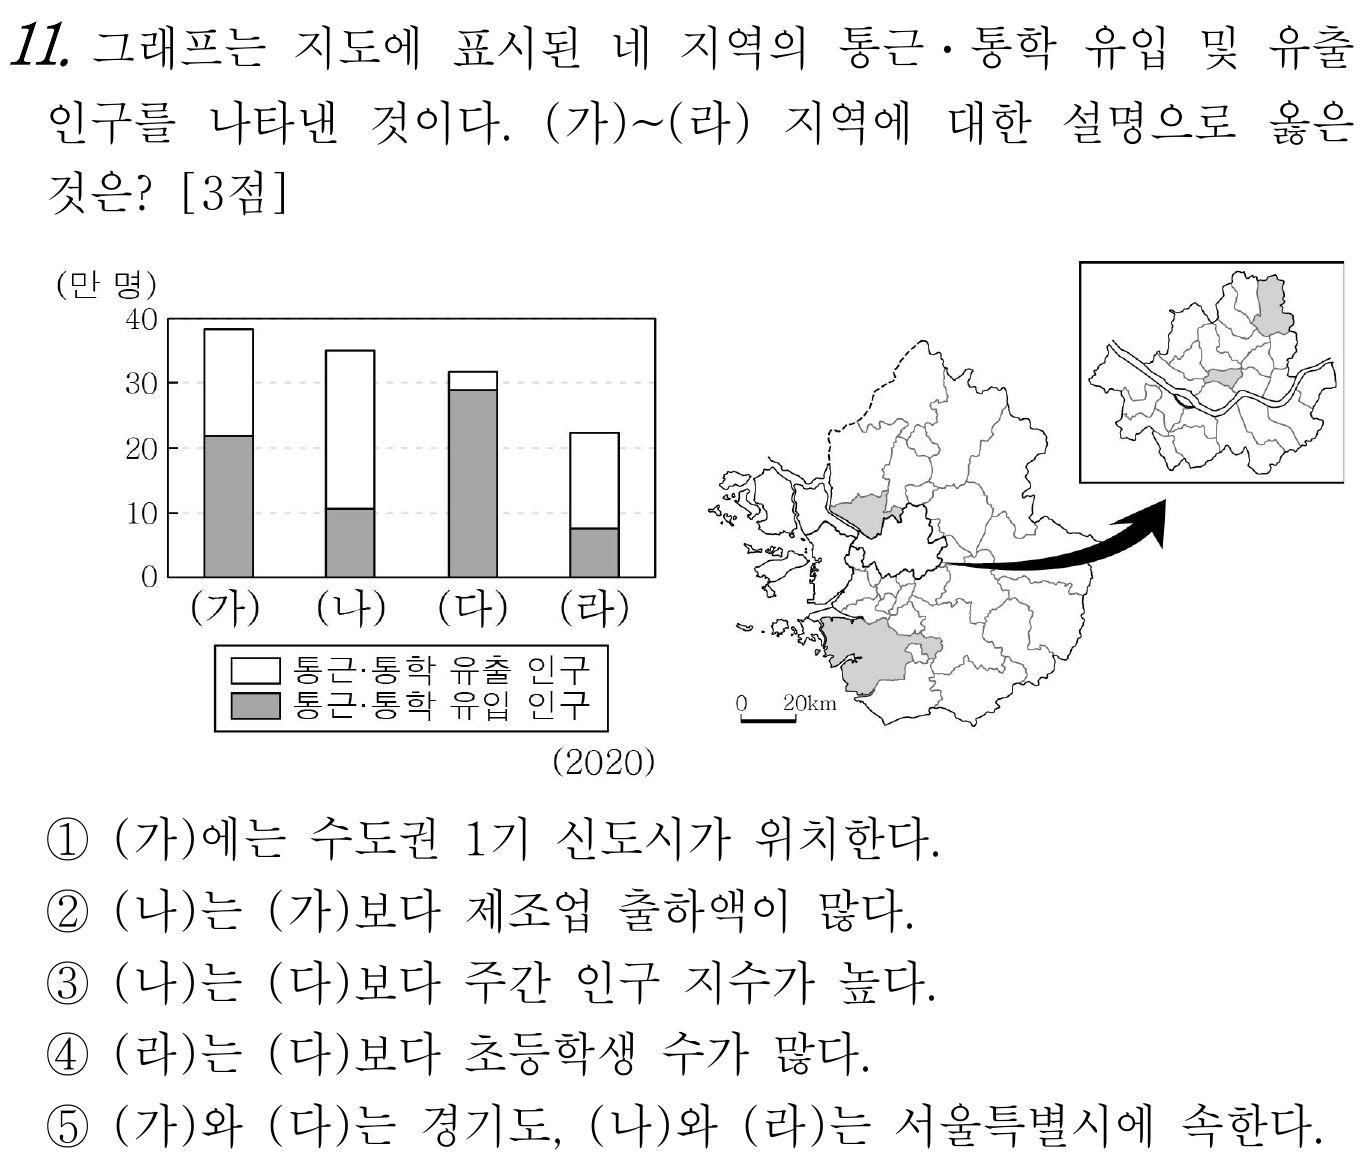 11. 그래프는 지도에 표시된 네 지역의 통근·통학 유입 및 유출
인구를 나타낸 것이다. (가)~(라) 지역에 대한 설명으로 옳은
것은? [3점]
(만 명)
40
30
20
10
0
(가) (나) (다) (라)
통근·통학 유출 인구
통근·통학 유입 인구
(2020)
0 20km
① (가)에는 수도권 1기 신도시가 위치한다.
② (나)는 (가)보다 제조업 출하액이 많다.
③ (나)는 (다)보다 주간 인구 지수가 높다.
④ (라)는 (다)보다 초등학생 수가 많다.
⑤ (가)와 (다)는 경기도, (나)와 (라)는 서울특별시에 속한다.